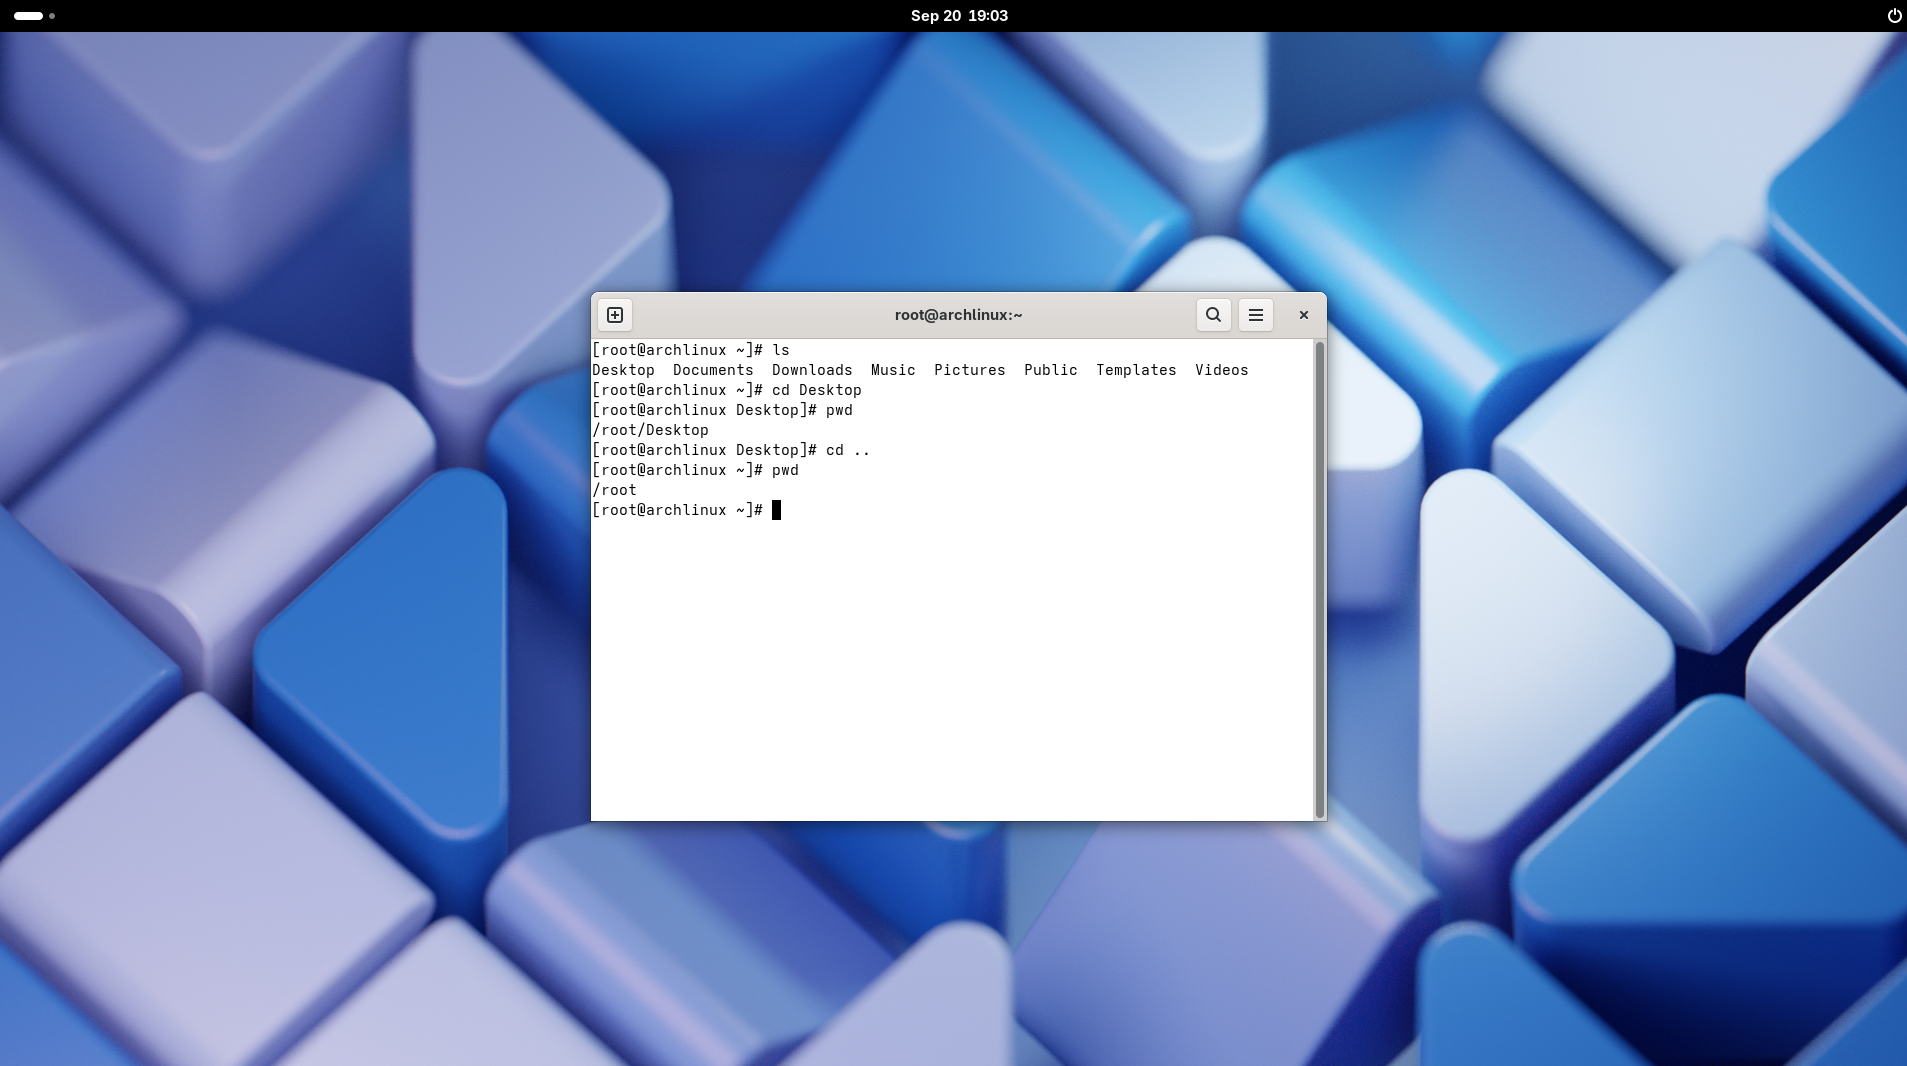 Sep 20 19:03
root@archlinux:~
[root@archlinux ~]# ls
Desktop  Documents  Downloads  Music  Pictures  Public  Templates  Videos
[root@archlinux ~]# cd Desktop
[root@archlinux Desktop]# pwd
/root/Desktop
[root@archlinux Desktop]# cd ..
[root@archlinux ~]# pwd
/root
[root@archlinux ~]#